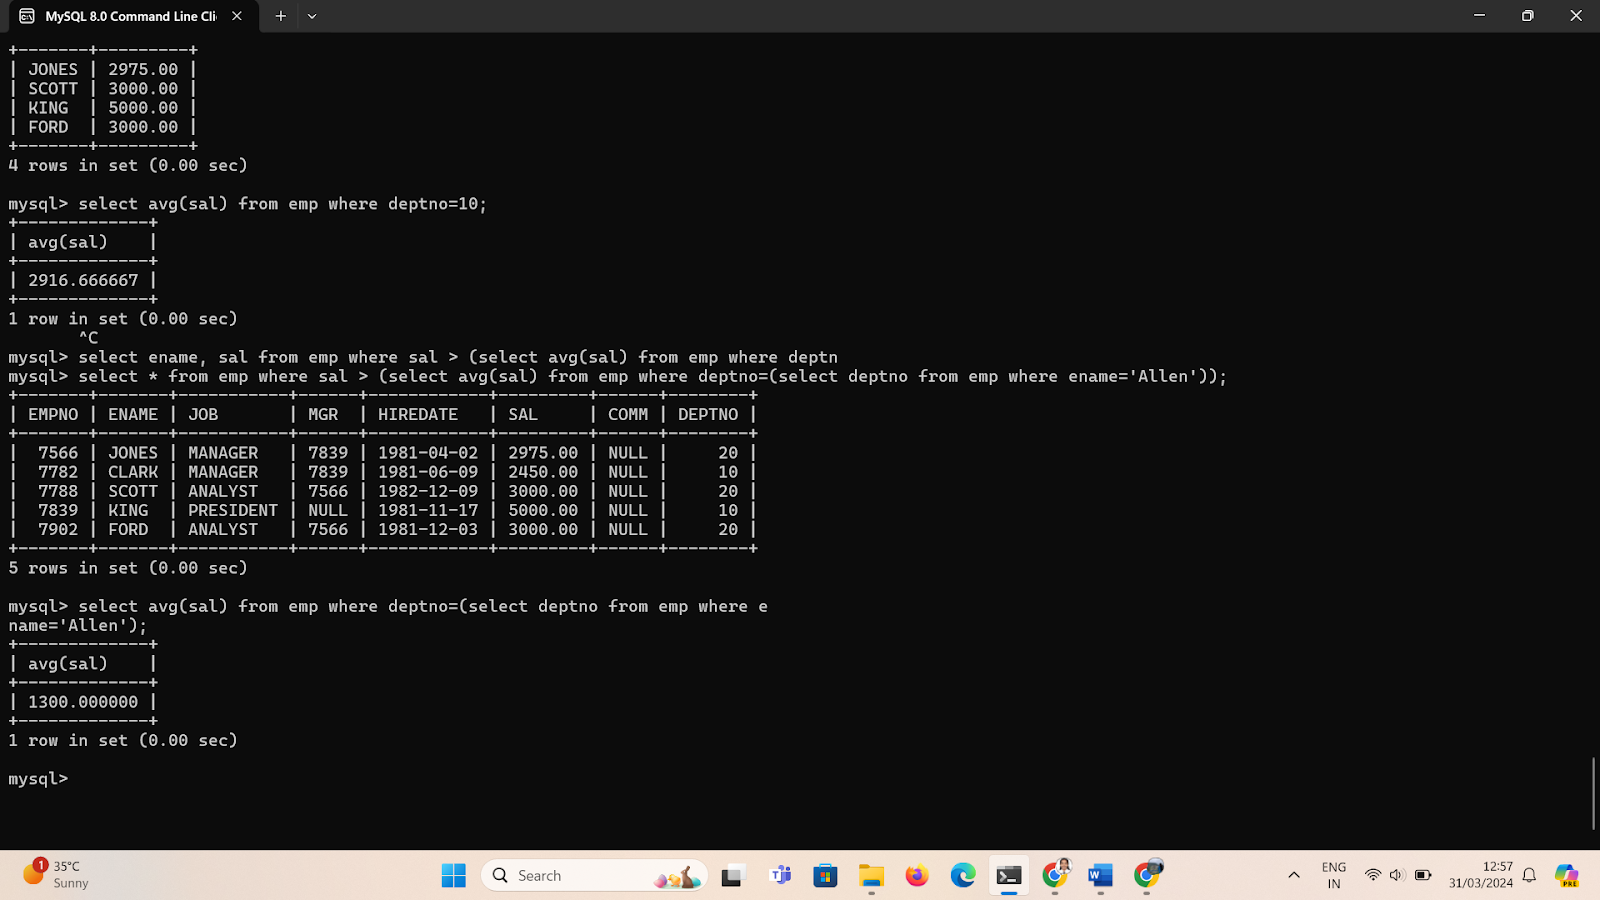 MySQL 8.0 Command Line Cli
+-------+---------+
| JONES | 2975.00 |
| SCOTT | 3000.00 |
| KING  | 5000.00 |
| FORD  | 3000.00 |
+-------+---------+
4 rows in set (0.00 sec)

mysql> select avg(sal) from emp where deptno=10;
+-------------+
| avg(sal)    |
+-------------+
| 2916.666667 |
+-------------+
1 row in set (0.00 sec)
       ^C
mysql> select ename, sal from emp where sal > (select avg(sal) from emp where deptn
mysql> select * from emp where sal > (select avg(sal) from emp where deptno=(select deptno from emp where ename='Allen'));
+-------+-------+-----------+------+------------+---------+------+--------+
| EMPNO | ENAME | JOB       | MGR  | HIREDATE   | SAL     | COMM | DEPTNO |
+-------+-------+-----------+------+------------+---------+------+--------+
|  7566 | JONES | MANAGER   | 7839 | 1981-04-02 | 2975.00 | NULL |     20 |
|  7782 | CLARK | MANAGER   | 7839 | 1981-06-09 | 2450.00 | NULL |     10 |
|  7788 | SCOTT | ANALYST   | 7566 | 1982-12-09 | 3000.00 | NULL |     20 |
|  7839 | KING  | PRESIDENT | NULL | 1981-11-17 | 5000.00 | NULL |     10 |
|  7902 | FORD  | ANALYST   | 7566 | 1981-12-03 | 3000.00 | NULL |     20 |
+-------+-------+-----------+------+------------+---------+------+--------+
5 rows in set (0.00 sec)

mysql> select avg(sal) from emp where deptno=(select deptno from emp where e
name='Allen');
+-------------+
| avg(sal)    |
+-------------+
| 1300.000000 |
+-------------+
1 row in set (0.00 sec)

mysql>
1
35°C
Sunny
Search
ENG
IN
12:57
31/03/2024
PRE